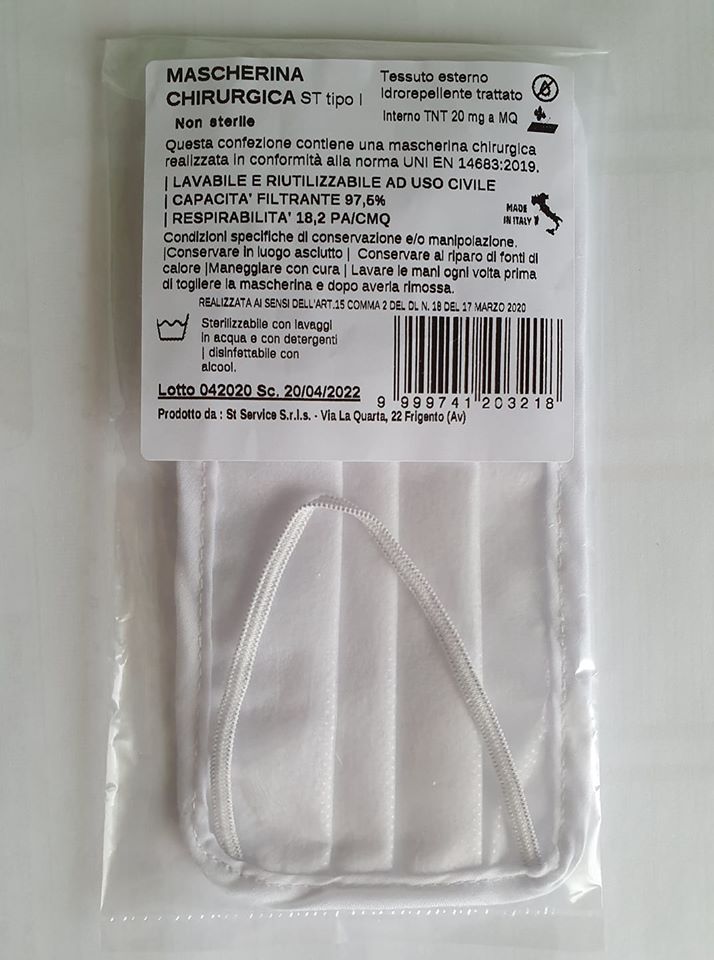 MASCHERINA
CHIRURGICA ST tipo I
Non sterile
Tessuto esterno
Idrorepellente trattato
Interno TNT 20 mg a MQ
Questa confezione contiene una mascherina chirurgica
realizzata in conformità alla norma UNI EN 14683:2019.
| LAVABILE E RIUTILIZZABILE AD USO CIVILE
| CAPACITA' FILTRANTE 97,5%
| RESPIRABILITA' 18,2 PA/CMQ
MADE
IN ITALY
Condizioni specifiche di conservazione e/o manipolazione.
|Conservare in luogo asciutto | Conservare al riparo di fonti di
calore |Maneggiare con cura | Lavare le mani ogni volta prima
di togliere la mascherina e dopo averla rimossa.
REALIZZATA AI SENSI DELL'ART.15 COMMA 2 DEL DL N. 18 DEL 17 MARZO 2020
Sterilizzabile con lavaggi
in acqua e con detergenti
| disinfettabile con
alcool.
Lotto 042020 Sc. 20/04/2022
9 999741 203218
Prodotto da : St Service S.r.l.s. - Via La Quarta, 22 Frigento (Av)